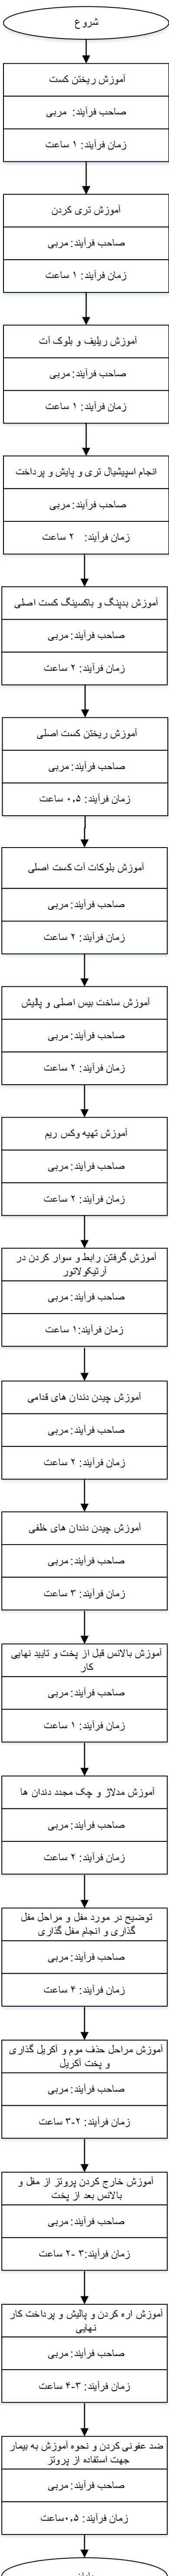 شروع
آموزش ریختن کست
صاحب فرآیند: مربی
زمان فرآیند: ۱ ساعت
آموزش تری کردن
صاحب فرآیند: مربی
زمان فرآیند: ۱ ساعت
آموزش ریلیف و بلوک آت
صاحب فرآیند: مربی
زمان فرآیند: ۱ ساعت
انجام اسپیشیال تری و پایش و پرداخت
صاحب فرآیند: مربی
زمان فرآیند: ۲ ساعت
آموزش بدینگ و باکسینگ کست اصلی
صاحب فرآیند: مربی
زمان فرآیند: ۲ ساعت
آموزش ریختن کست اصلی
صاحب فرآیند: مربی
زمان فرآیند: ۰,۵ ساعت
آموزش بلوکات آت کست اصلی
صاحب فرآیند: مربی
زمان فرآیند: ۲ ساعت
آموزش ساخت بیس اصلی و پالیش
صاحب فرآیند: مربی
زمان فرآیند: ۲ ساعت
آموزش تهیه وکس ریم
صاحب فرآیند: مربی
زمان فرآیند: ۲ ساعت
آموزش گرفتن رابط و سوار کردن در
آرتیکولاتور
صاحب فرآیند: مربی
زمان فرآیند:۱ ساعت
آموزش چیدن دندان های قدامی
صاحب فرآیند: مربی
زمان فرآیند: ۲ ساعت
آموزش چیدن دندان های خلفی
صاحب فرآیند: مربی
زمان فرآیند: ۳ ساعت
آموزش بالانس قبل از پخت و تایید نهایی
کار
صاحب فرآیند: مربی
زمان فرآیند: ۱ ساعت
آموزش مدلاژ و چک مجدد دندان ها
صاحب فرآیند: مربی
زمان فرآیند: ۲ ساعت
توضیح در مورد مفل و مراحل مفل
گذاری و انجام مفل گذاری
صاحب فرآیند: مربی
زمان فرآیند: ۴ ساعت
آموزش مراحل حذف موم و آکریل گذاری
و پخت آکریل
صاحب فرآیند: مربی
زمان فرآیند: ۲-۳ ساعت
آموزش خارج کردن پروتز از مفل و
بالانس بعد از پخت
صاحب فرآیند: مربی
زمان فرآیند:۳ -۲ ساعت
آموزش اره کردن و پالیش و پرداخت کار
نهایی
صاحب فرآیند: مربی
زمان فرآیند: ۳-۴ ساعت
ضد عفونی کردن و نحوه آموزش به بیمار
جهت استفاده از پروتز
صاحب فرآیند: مربی
زمان فرآیند: ۰,۵ساعت